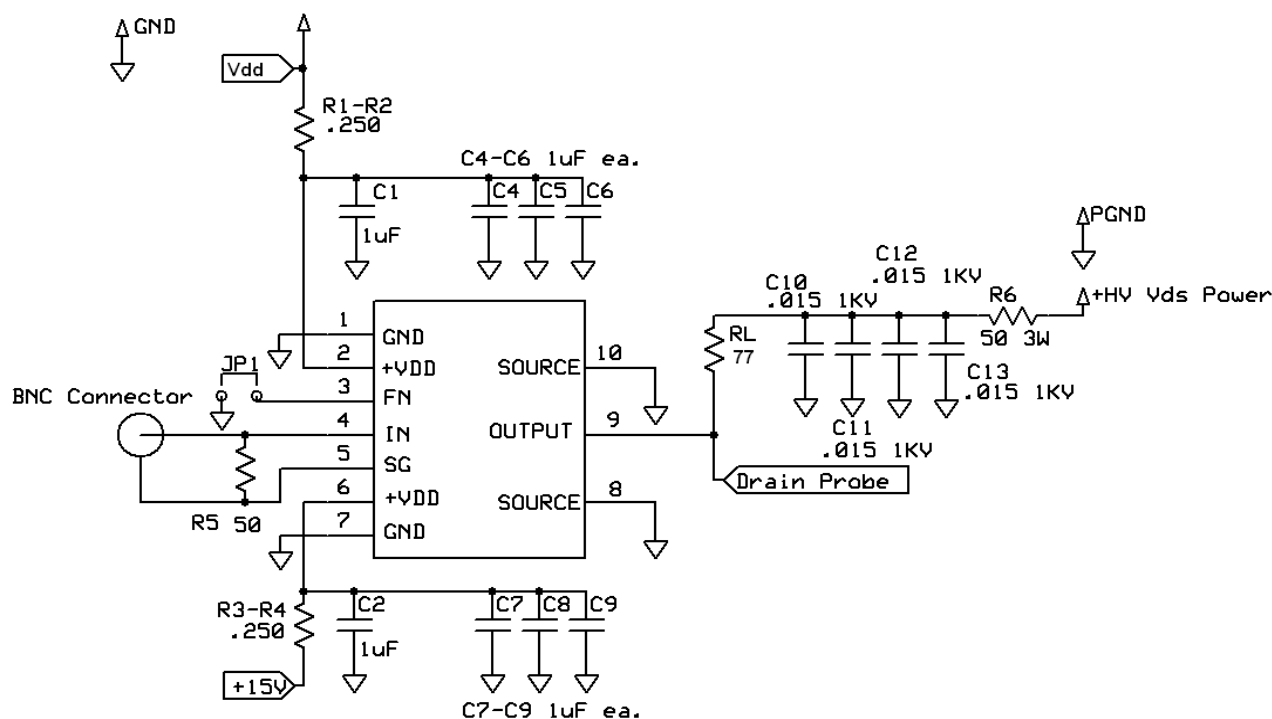 GND
Vdd
R1-R2
.250
C4-C6 1uF ea.
C1
C4
C5
C6
1uF
PGND
C12
.015 1KV
C10
.015 1KV
R6
+HV Vds Power
50 3W
RL
77
C13
.015 1KV
C11
.015 1KV
1
GND
2
+VDD
JP1
3
FN
BNC Connector
4
IN
5
SG
6
+VDD
7
GND
R5 50
SOURCE
10
OUTPUT
9
SOURCE
8
Drain Probe
R3-R4
.250
C2
C7
C8
C9
1uF
+15V
C7-C9 1uF ea.